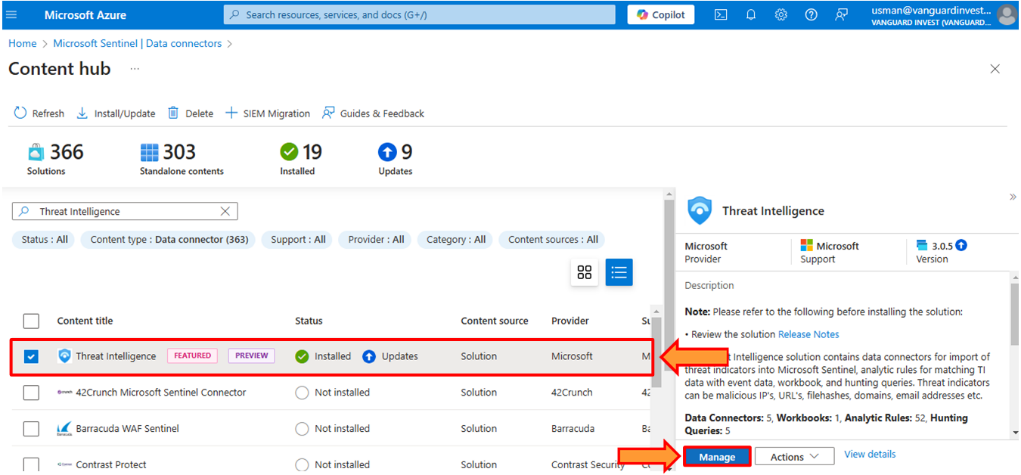 Microsoft Azure
Search resources, services, and docs (G+/)
Copilot
usman@vanguardinvest...
VANGUARD INVEST (VANGUARD...
Home > Microsoft Sentinel | Data connectors >
Content hub ...
Refresh Install/Update Delete SIEM Migration Guides & Feedback
366 303 19 9
Solutions Standalone contents Installed Updates
Threat Intelligence
Status : All Content type : Data connector (363) Support : All Provider : All Category : All Content sources : All
Content title Status Content source Provider Su
Threat Intelligence FEATURED PREVIEW Installed Updates Solution Microsoft M
42Crunch Microsoft Sentinel Connector Not installed Solution 42Crunch 42
Barracuda WAF Sentinel Not installed Solution Barracuda Ba
Contrast Protect Not installed Solution Contrast Security
Threat Intelligence
Microsoft Microsoft 3.0.5
Provider Support Version
Description
Note: Please refer to the following before installing the solution:
• Review the solution Release Notes
Intelligence solution contains data connectors for import of
threat indicators into Microsoft Sentinel, analytic rules for matching TI
data with event data, workbook, and hunting queries. Threat indicators
can be malicious IP's, URL's, filehashes, domains, email addresses etc.
Data Connectors: 5, Workbooks: 1, Analytic Rules: 52, Hunting
Queries: 5
Manage Actions View details